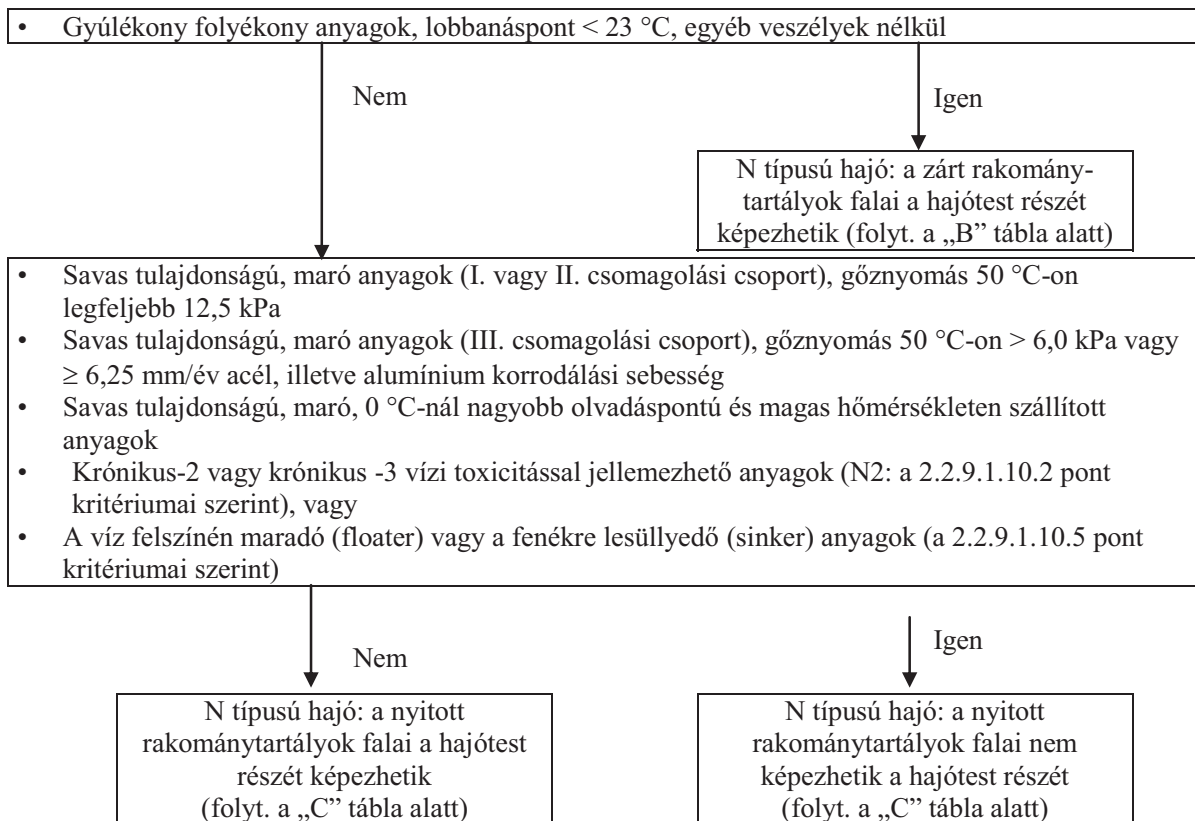 • Gyúlékony folyékony anyagok, lobbanáspont < 23 °C, egyéb veszélyek nélkül
Nem
Igen
N típusú hajó: a zárt rakomány-
tartályok falai a hajótest részét
képezhetik (folyt. a „B” tábla alatt)
• Savas tulajdonságú, maró anyagok (I. vagy II. csomagolási csoport), gőznyomás 50 °C-on
legfeljebb 12,5 kPa
• Savas tulajdonságú, maró anyagok (III. csomagolási csoport), gőznyomás 50 °C-on > 6,0 kPa vagy
≥ 6,25 mm/év acél, illetve alumínium korrodálási sebesség
• Savas tulajdonságú, maró, 0 °C-nál nagyobb olvadáspontú és magas hőmérsékleten szállított
anyagok
• Krónikus-2 vagy krónikus -3 vízi toxicitással jellemezhető anyagok (N2: a 2.2.9.1.10.2 pont
kritériumai szerint), vagy
• A víz felszínén maradó (floater) vagy a fenékre lesüllyedő (sinker) anyagok (a 2.2.9.1.10.5 pont
kritériumai szerint)
Nem
Igen
N típusú hajó: a nyitott
rakománytartályok falai a hajótest
részét képezhetik
(folyt. a „C” tábla alatt)
N típusú hajó: a nyitott
rakománytartályok falai nem
képezhetik a hajótest részét
(folyt. a „C” tábla alatt)